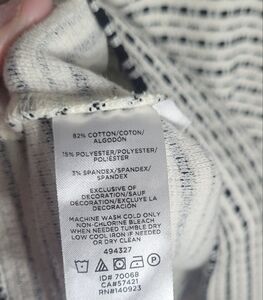 82% COTTON/COTON/
ALGODÓN
15% POLYESTER/POLYESTER/
POLIÉSTER
3% SPANDEX/SPANDEX/
SPANDEX
EXCLUSIVE OF
DECORATION/SAUF
DÉCORATION/EXCLUYE LA
DECORACIÓN
MACHINE WASH COLD ONLY
NON-CHLORINE BLEACH
WHEN NEEDED TUMBLE DRY
LOW COOL IRON IF NEEDED
OR DRY CLEAN
494327
ID# 70068
CA#57421
RN#140923